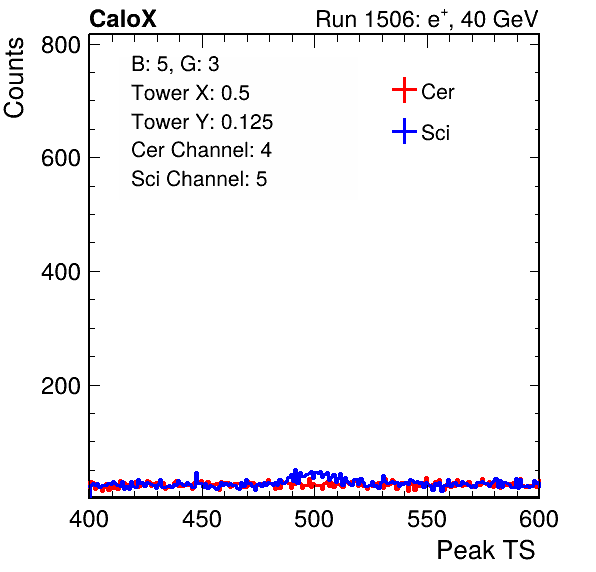 CaloX Run 1506: e⁺, 40 GeV
Counts
B: 5, G: 3
Tower X: 0.5
Tower Y: 0.125
Cer Channel: 4
Sci Channel: 5
Cer
Sci
800
600
400
200
400 450 500 550 600
Peak TS